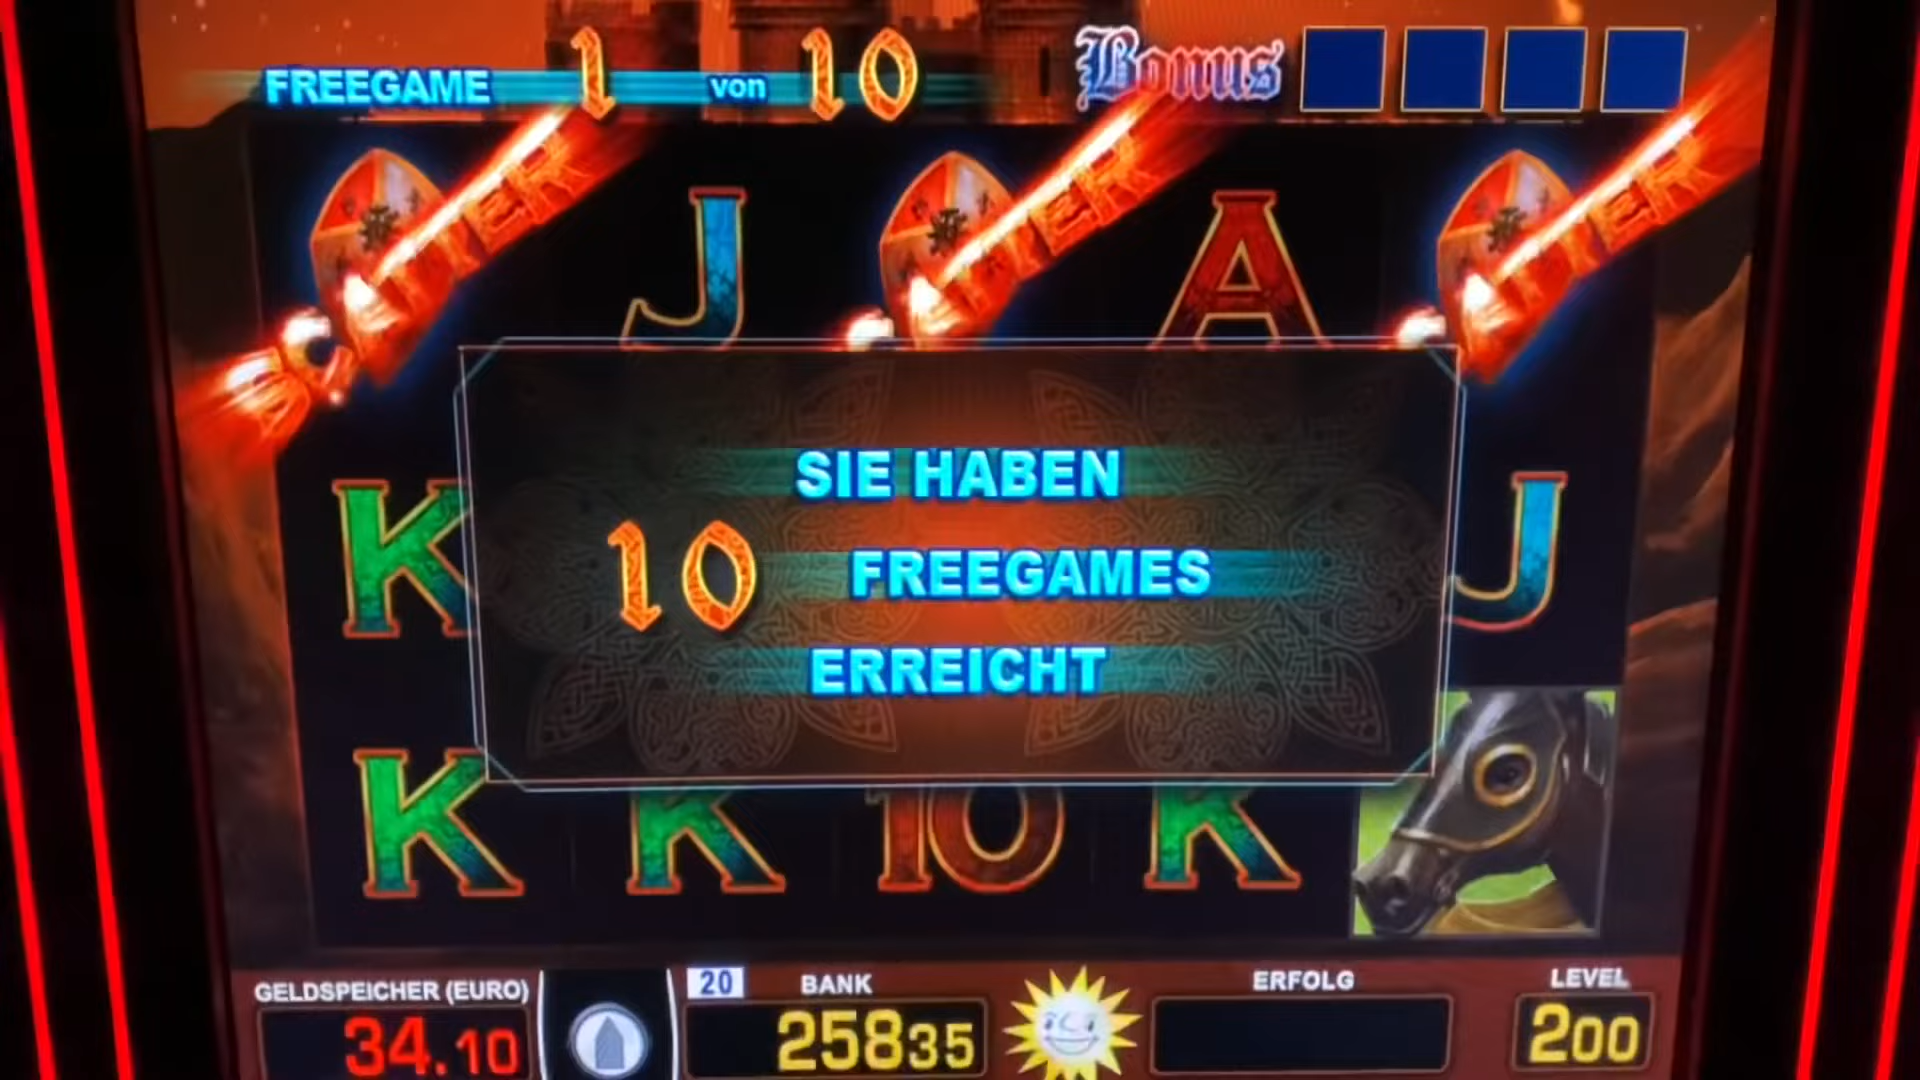 FREEGAME 1 von 10 Bonus
J A
SIE HABEN
K 10 FREEGAMES J
ERREICHT
K K 10 K
GELDSPEICHER (EURO) 20 BANK ERFOLG LEVEL
34.10 25835 200